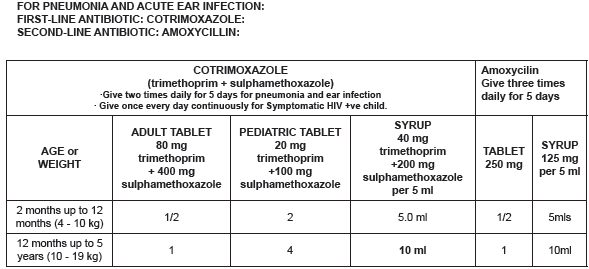 FOR PNEUMONIA AND ACUTE EAR INFECTION:
FIRST-LINE ANTIBIOTIC: COTRIMOXAZOLE:
SECOND-LINE ANTIBIOTIC: AMOXYCILLIN:
COTRIMOXAZOLE
(trimethoprim + sulphamethoxazole)
·Give two times daily for 5 days for pneumonia and ear infection
· Give once every day continuously for Symptomatic HIV +ve child.
Amoxycilin
Give three times
daily for 5 days
AGE or
WEIGHT
ADULT TABLET
80 mg
trimethoprim
+ 400 mg
sulphamethoxazole
PEDIATRIC TABLET
20 mg
trimethoprim
+100 mg
sulphamethoxazole
SYRUP
40 mg
trimethoprim
+200 mg
sulphamethoxazole
per 5 ml
TABLET
250 mg
SYRUP
125 mg
per 5 ml
2 months up to 12
months (4 - 10 kg)
1/2
2
5.0 ml
1/2
5mls
12 months up to 5
years (10 - 19 kg)
1
4
10 ml
1
10ml